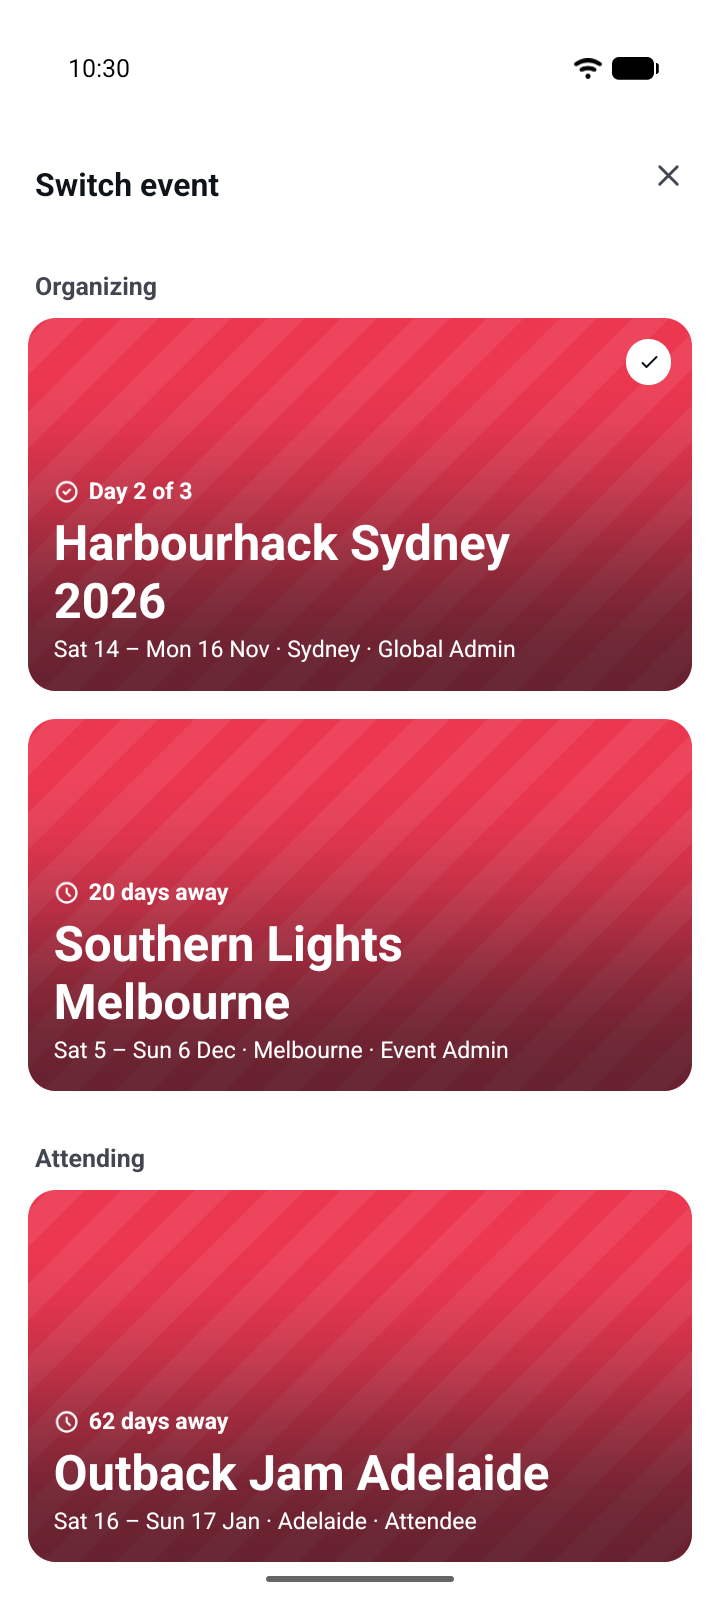 10:30
Switch event
Organizing
Day 2 of 3
Harbourhack Sydney
2026
Sat 14 – Mon 16 Nov · Sydney · Global Admin
20 days away
Southern Lights
Melbourne
Sat 5 – Sun 6 Dec · Melbourne · Event Admin
Attending
62 days away
Outback Jam Adelaide
Sat 16 – Sun 17 Jan · Adelaide · Attendee